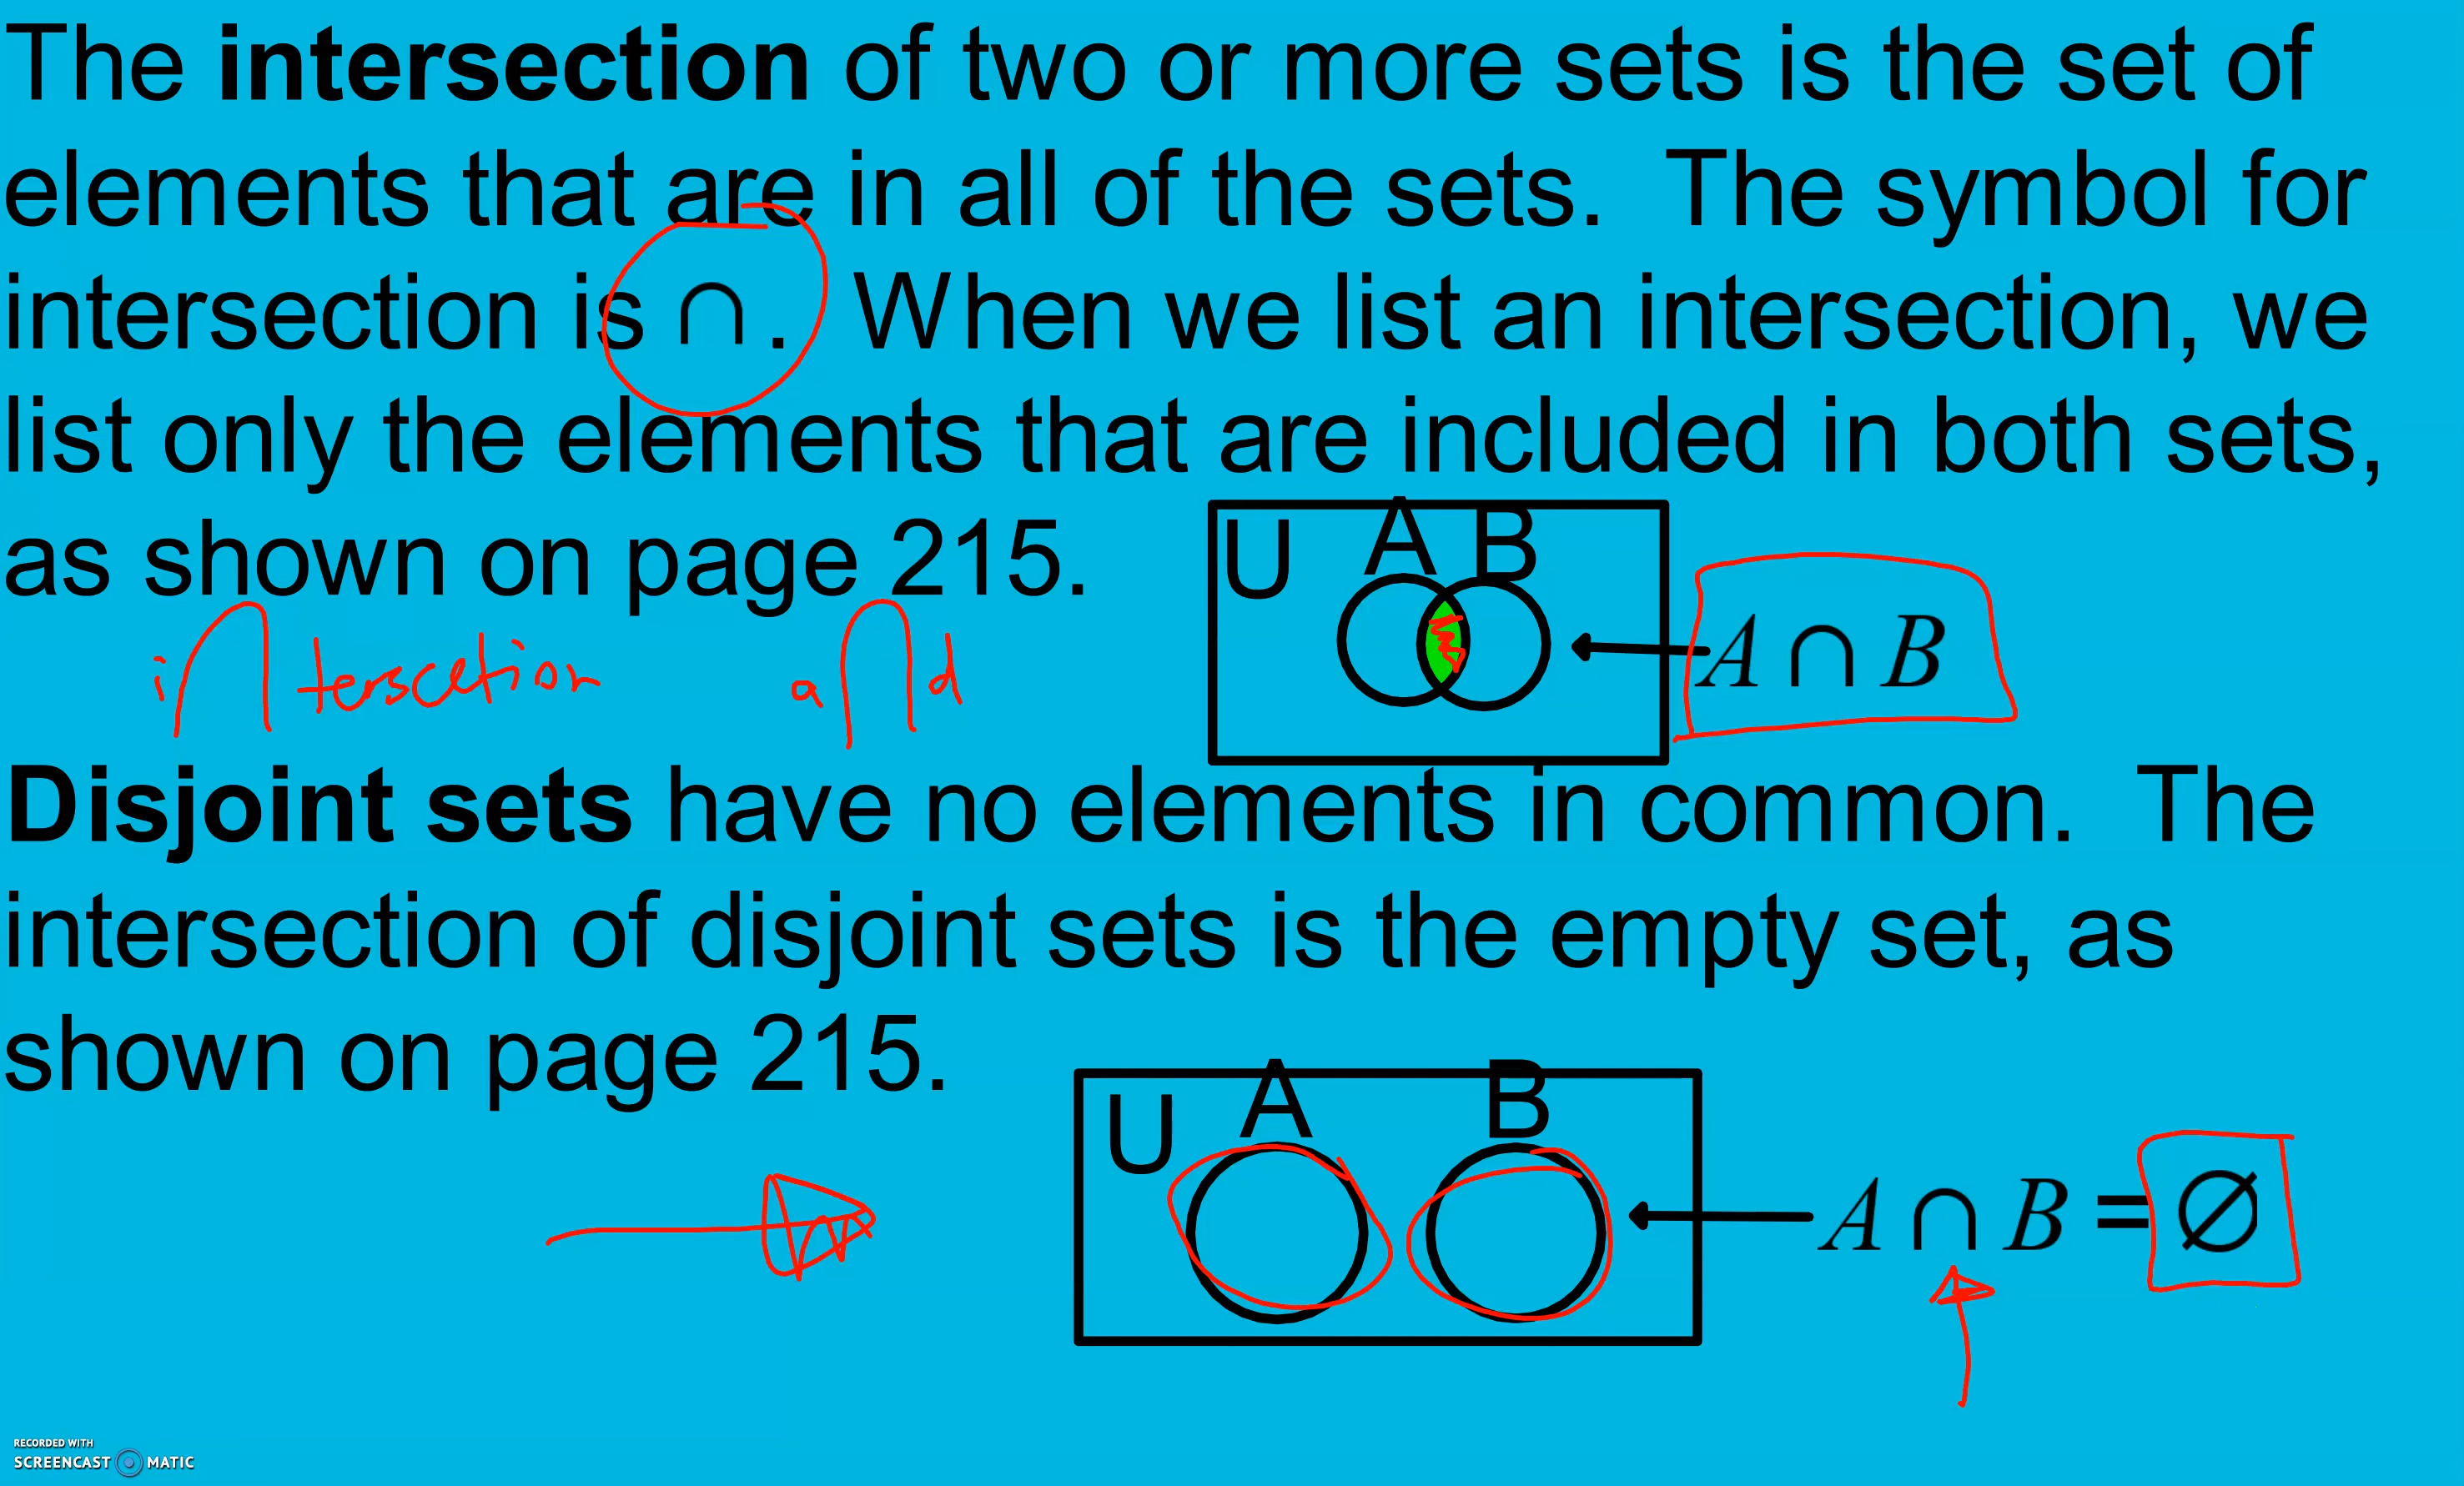 The intersection of two or more sets is the set of
elements that are in all of the sets. The symbol for
intersection is ∩. When we list an intersection, we
list only the elements that are included in both sets,
as shown on page 215.
U A B
A ∩ B
i∩tersection a∩d
Disjoint sets have no elements in common. The
intersection of disjoint sets is the empty set, as
shown on page 215.
U A B
A ∩ B = ∅
RECORDED WITH
SCREENCAST MATIC